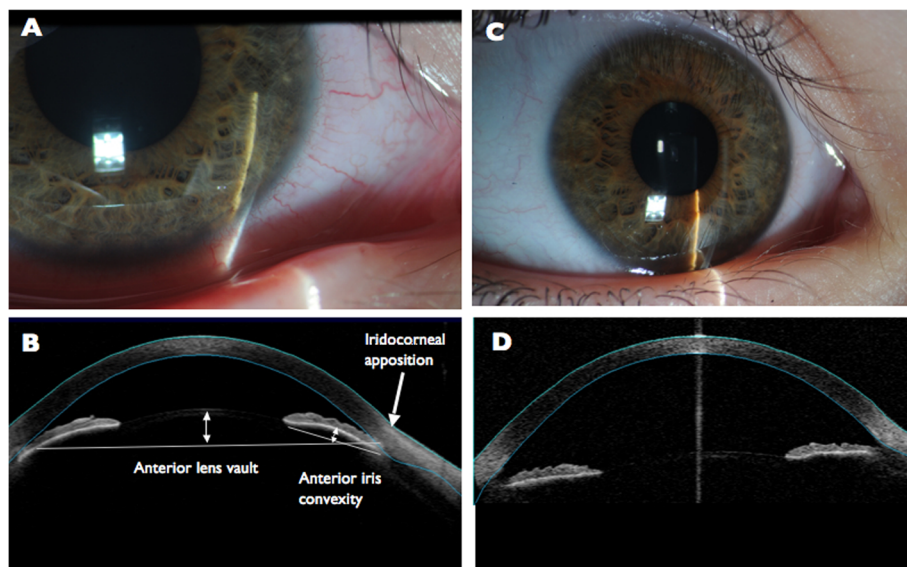 A
C
B
Iridocorneal
apposition
D
Anterior lens vault
Anterior iris
convexity